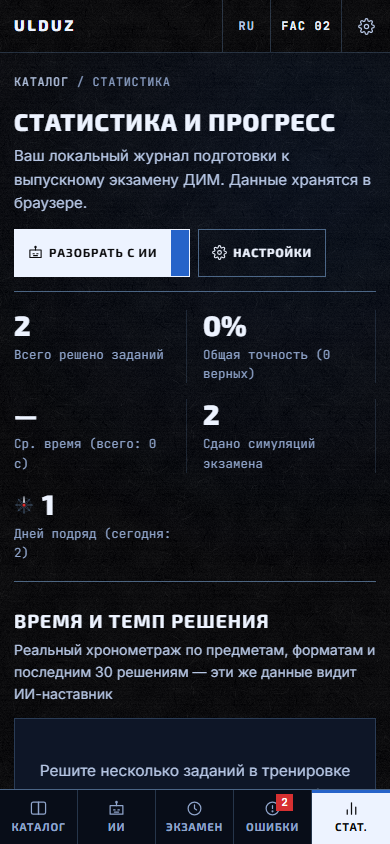 ULDUZ
RU
FAC 02
КАТАЛОГ / СТАТИСТИКА
СТАТИСТИКА И ПРОГРЕСС
Ваш локальный журнал подготовки к
выпускному экзамену ДИМ. Данные хранятся в
браузере.
РАЗОБРАТЬ С ИИ
НАСТРОЙКИ
2
Всего решено заданий
0%
Общая точность (0
верных)
—
Ср. время (всего: 0
с)
2
Сдано симуляций
экзамена
1
Дней подряд (сегодня:
2)
ВРЕМЯ И ТЕМП РЕШЕНИЯ
Реальный хронометраж по предметам, форматам и
последним 30 решениям — эти же данные видит
ИИ-наставник
Решите несколько заданий в тренировке
КАТАЛОГ
ИИ
ЭКЗАМЕН
2
ОШИБКИ
СТАТ.